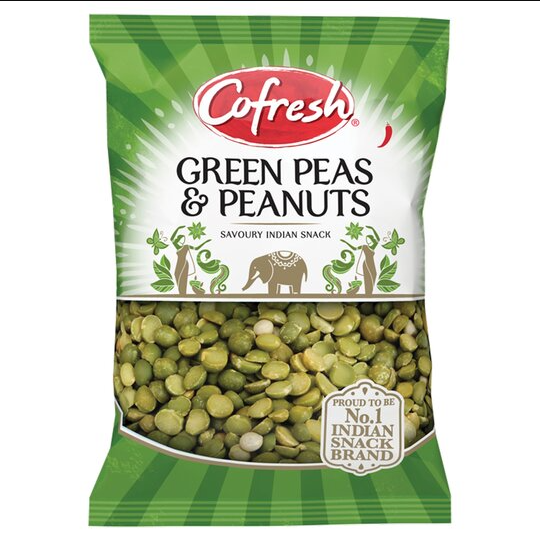 Cofresh®
GREEN PEAS
& PEANUTS
SAVOURY INDIAN SNACK
PROUD TO BE
No.1
INDIAN
SNACK
BRAND